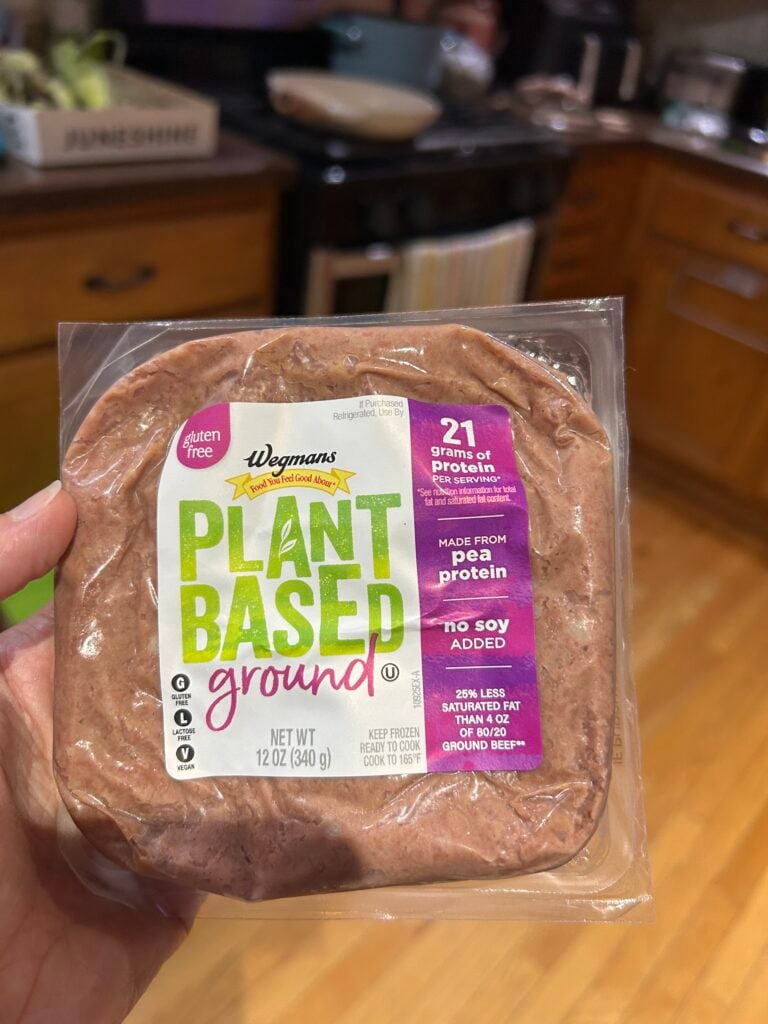 JUNESHINE
If Purchased
Refrigerated, Use By
gluten
free
Wegmans
Food You Feel Good About®
PLANT
BASED
ground
U
G
GLUTEN
FREE
L
LACTOSE
FREE
V
VEGAN
NET WT
12 OZ (340 g)
KEEP FROZEN
READY TO COOK
COOK TO 165°F
21
grams of
protein
PER SERVING*
*See nutrition information for total
fat and saturated fat content.
MADE FROM
pea
protein
no soy
ADDED
25% LESS
SATURATED FAT
THAN 4 OZ
OF 80/20
GROUND BEEF**